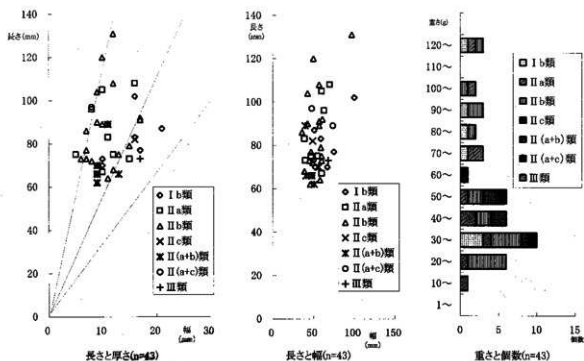 140
120
100
80
60
40
20
0
長さ
(mm)
0 10 20 30
幅
(mm)
Ⅰb類
Ⅱa類
Ⅱb類
Ⅱc類
Ⅱ(a+b)類
Ⅱ(a+c)類
Ⅲ類
長さと厚さ(n=43)
長さ
(mm)
140
120
100
80
60
40
20
0
0 50 100 150
幅
(mm)
Ⅰb類
Ⅱa類
Ⅱb類
Ⅱc類
Ⅱ(a+b)類
Ⅱ(a+c)類
Ⅲ類
長さと幅(n=43)
重さ(g)
120～
110～
100～
90～
80～
70～
60～
50～
40～
30～
20～
10～
1～
0 5 10 15
個数
Ⅰb類
Ⅱa類
Ⅱb類
Ⅱc類
Ⅱ(a+b)類
Ⅱ(a+c)類
Ⅲ類
重さと個数(n=43)